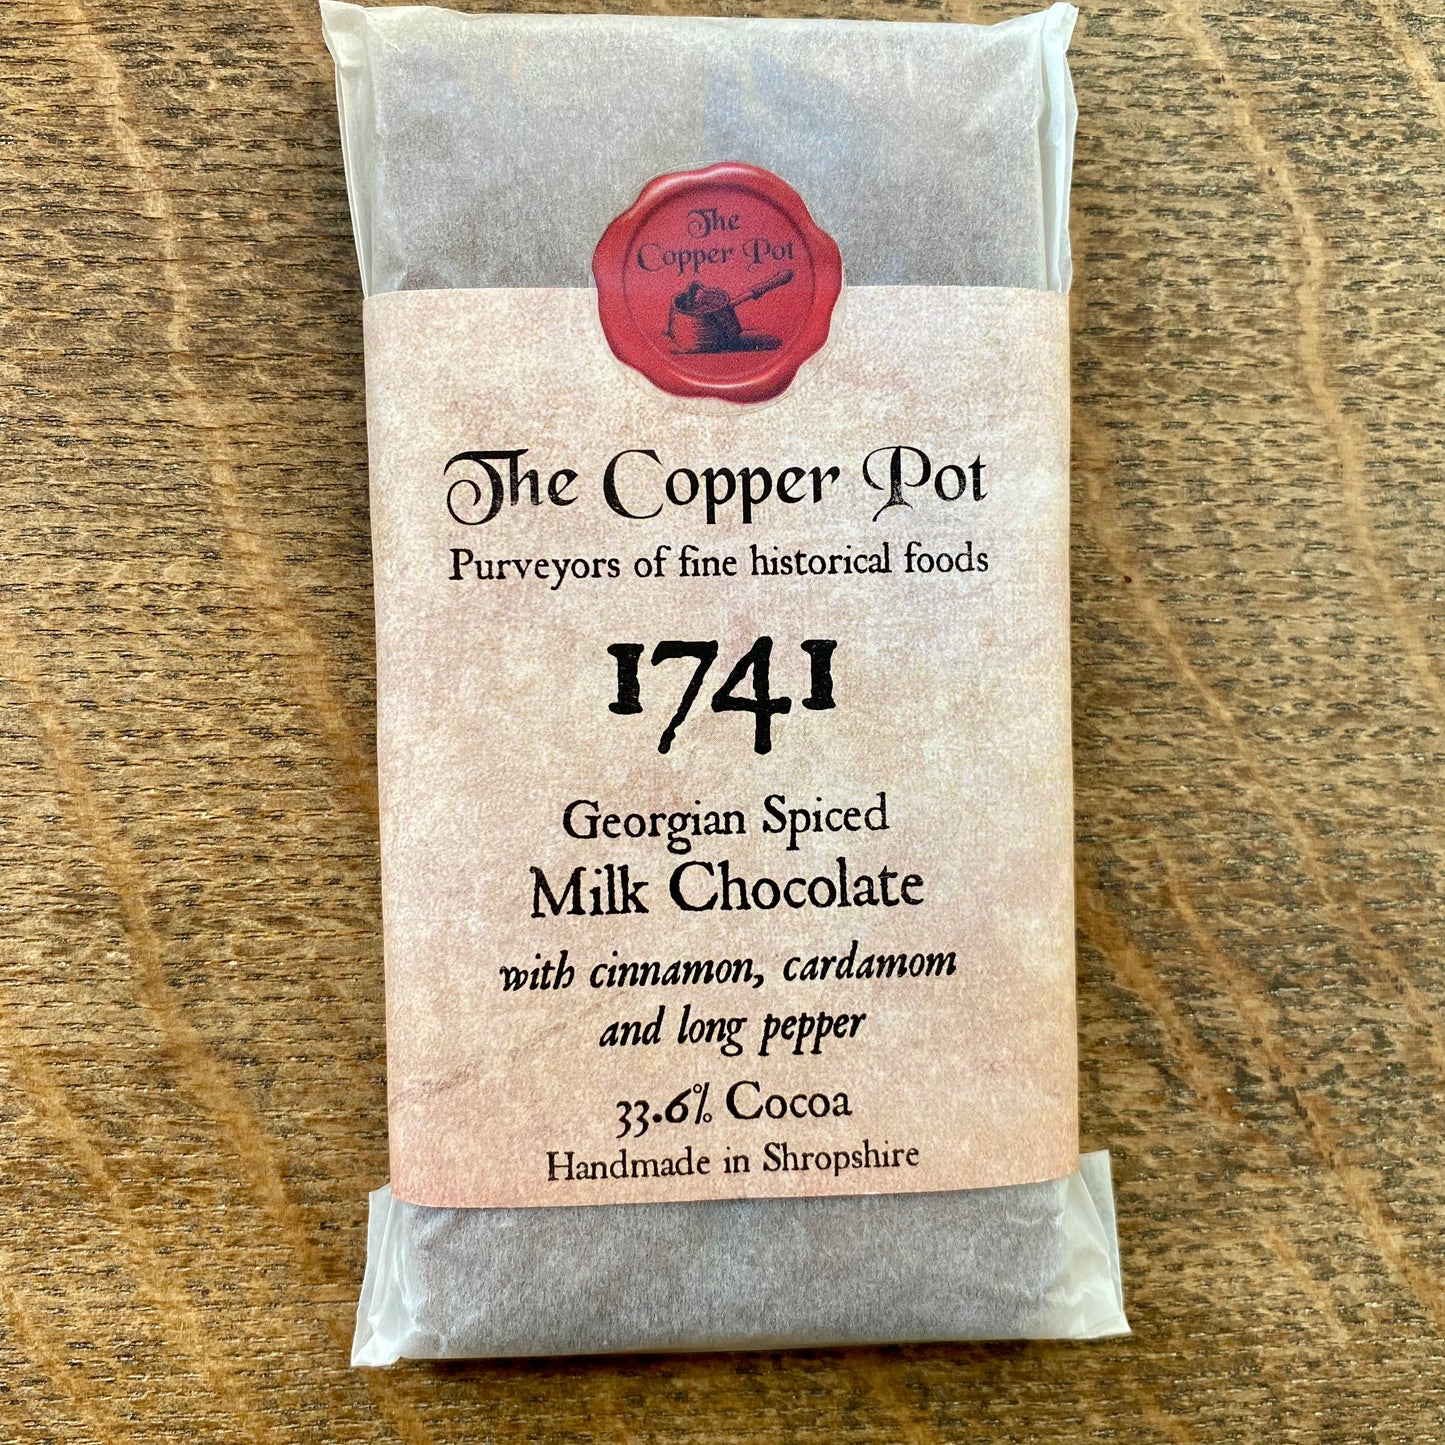 The
Copper Pot
The Copper Pot
Purveyors of fine historical foods
1741
Georgian Spiced
Milk Chocolate
with cinnamon, cardamom
and long pepper
33.6% Cocoa
Handmade in Shropshire